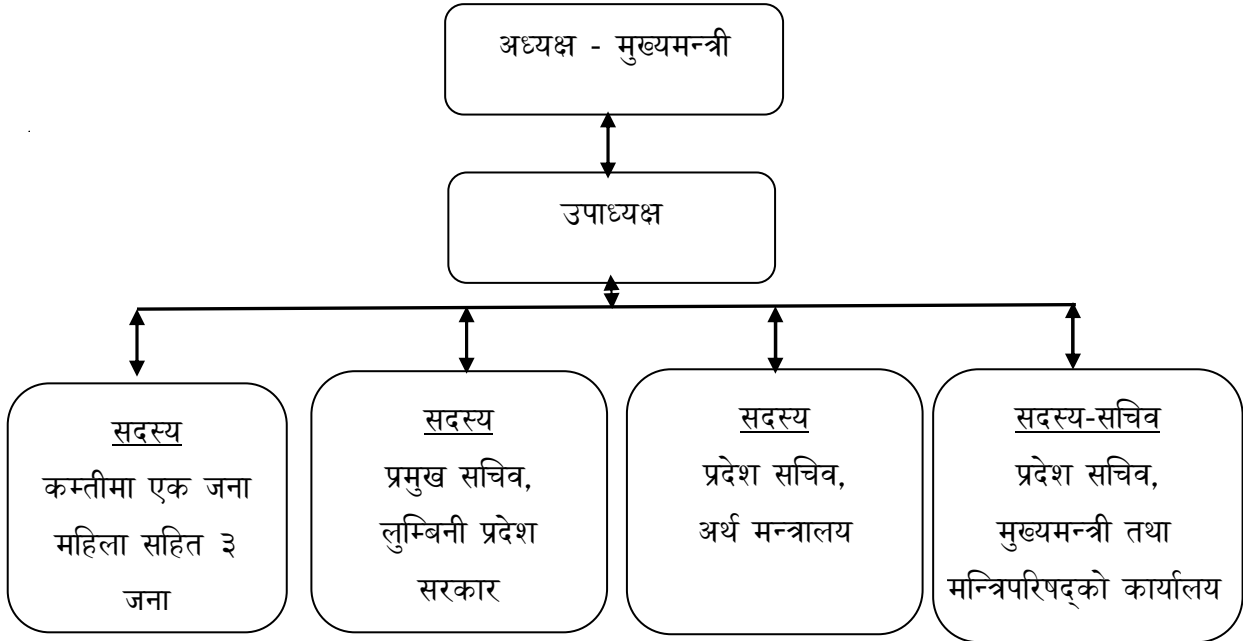 अध्यक्ष - मुख्यमन्त्री
उपाध्यक्ष
सदस्य
कम्तीमा एक जना
महिला सहित ३
जना
सदस्य
प्रमुख सचिव,
लुम्बिनी प्रदेश
सरकार
सदस्य
प्रदेश सचिव,
अर्थ मन्त्रालय
सदस्य-सचिव
प्रदेश सचिव,
मुख्यमन्त्री तथा
मन्त्रिपरिषद्को कार्यालय